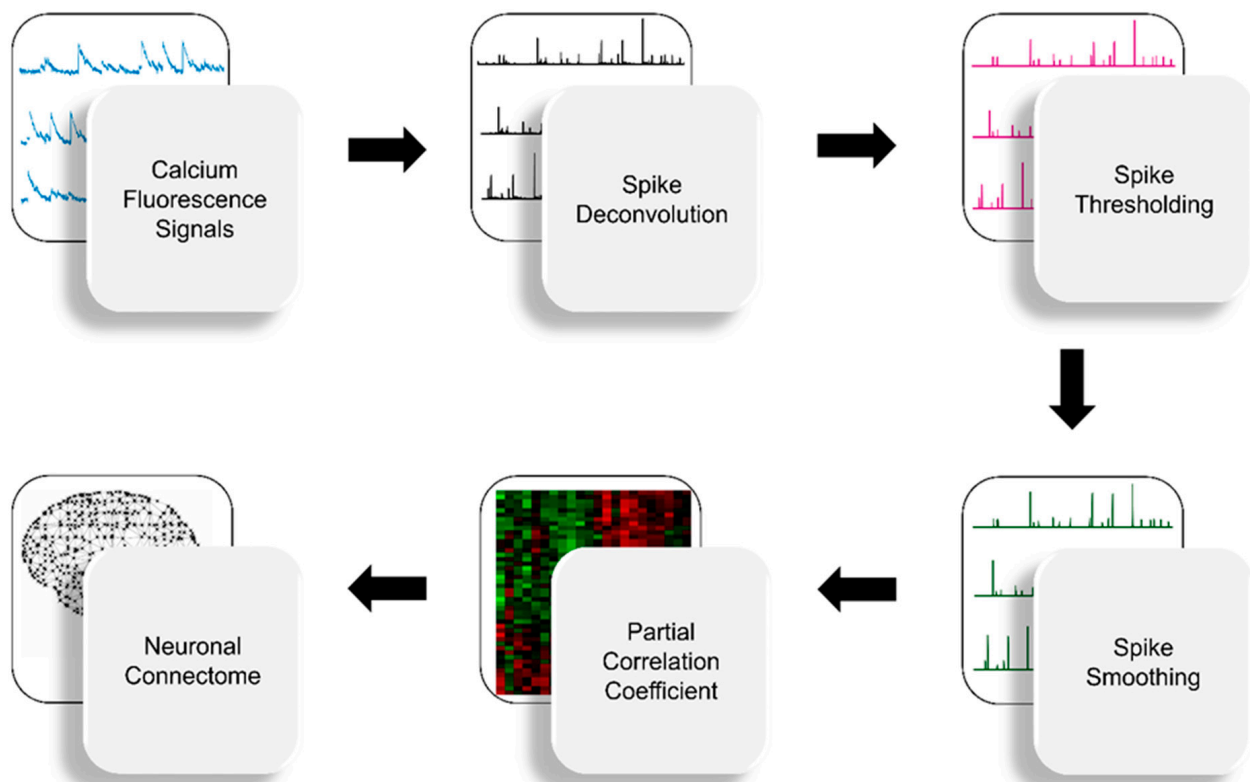 Calcium
Fluorescence
Signals
Spike
Deconvolution
Spike
Thresholding
Spike
Smoothing
Partial
Correlation
Coefficient
Neuronal
Connectome